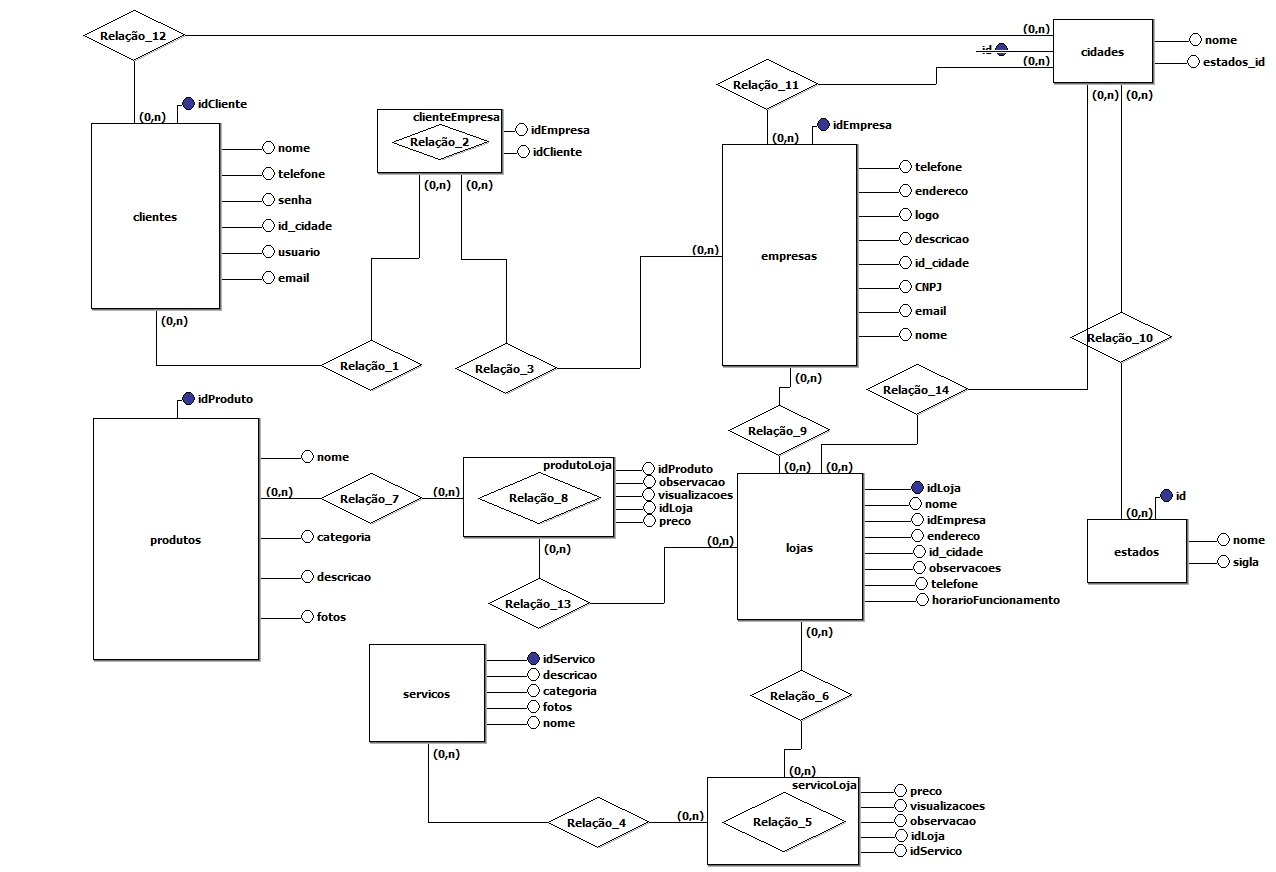 Relação_12
(0,n)
cidades
nome
id
(0,n)
estados_id
Relação_11
(0,n)
(0,n)
(0,n)
idCliente
(0,n)
clienteEmpresa
Relação_2
idEmpresa
idCliente
idEmpresa
(0,n)
clientes
nome
telefone
senha
id_cidade
usuario
email
(0,n)
(0,n)
(0,n)
empresas
telefone
endereco
logo
descricao
id_cidade
CNPJ
email
nome
(0,n)
(0,n)
Relação_1
Relação_3
(0,n)
Relação_10
Relação_14
idProduto
Relação_9
(0,n)
(0,n)
produtos
nome
(0,n)
Relação_7
(0,n)
categoria
descricao
fotos
produtoLoja
Relação_8
idProduto
observacao
visualizacoes
idLoja
preco
(0,n)
(0,n)
Relação_13
lojas
idLoja
nome
idEmpresa
endereco
id_cidade
observacoes
telefone
horarioFuncionamento
id
(0,n)
estados
nome
sigla
(0,n)
servicos
idServico
descricao
categoria
fotos
nome
(0,n)
Relação_6
(0,n)
Relação_4
(0,n)
servicoLoja
Relação_5
preco
visualizacoes
observacao
idLoja
idServico